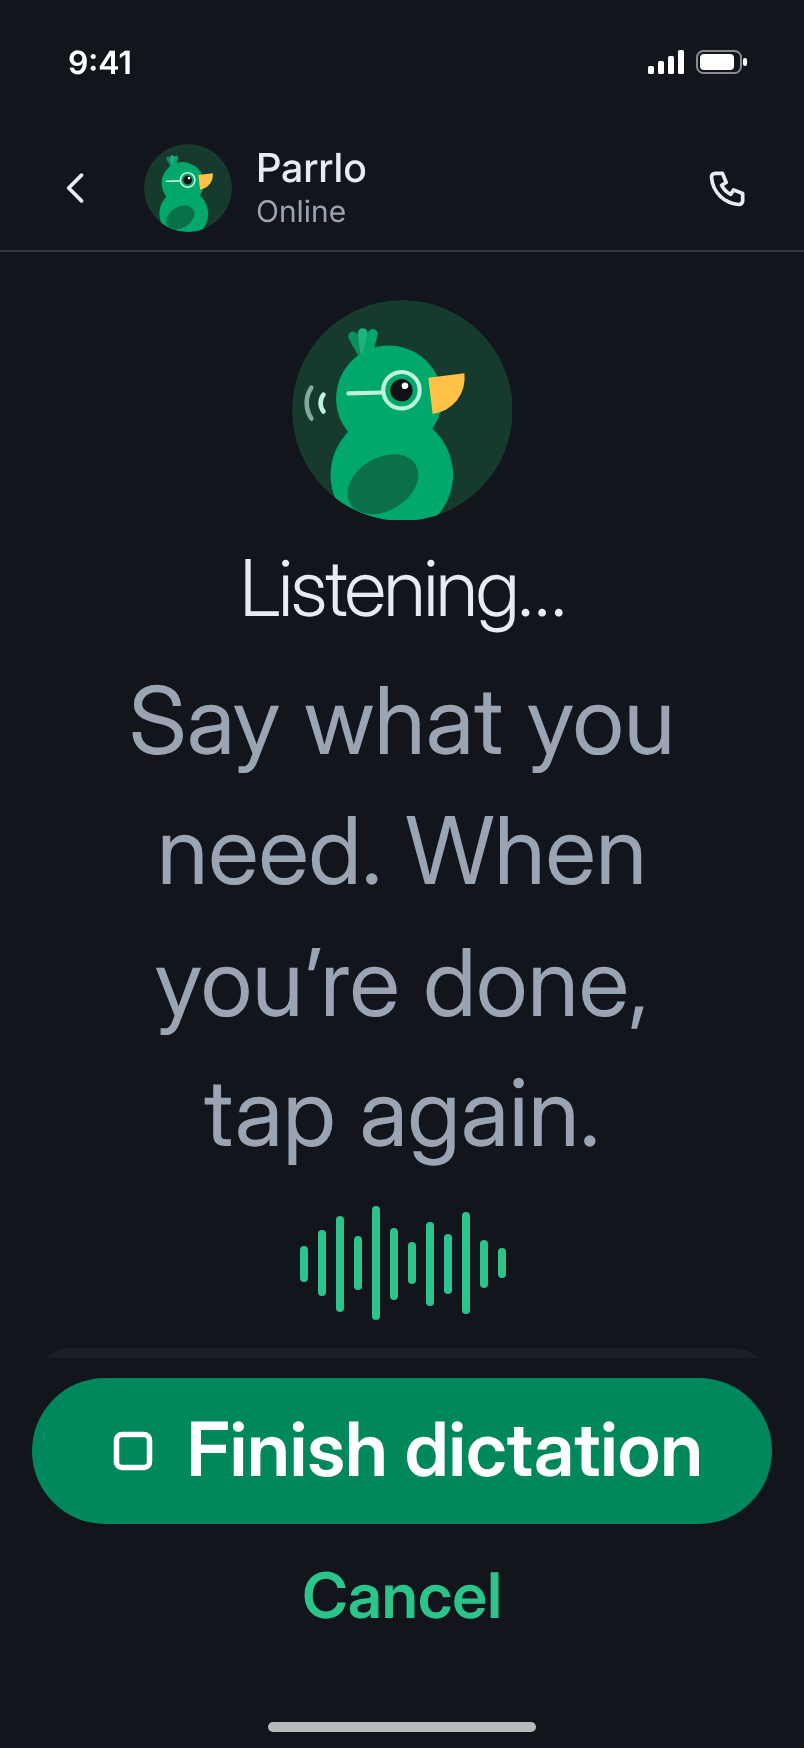 9:41
Parrlo
Online
Listening...
Say what you
need. When
you’re done,
tap again.
Finish dictation
Cancel